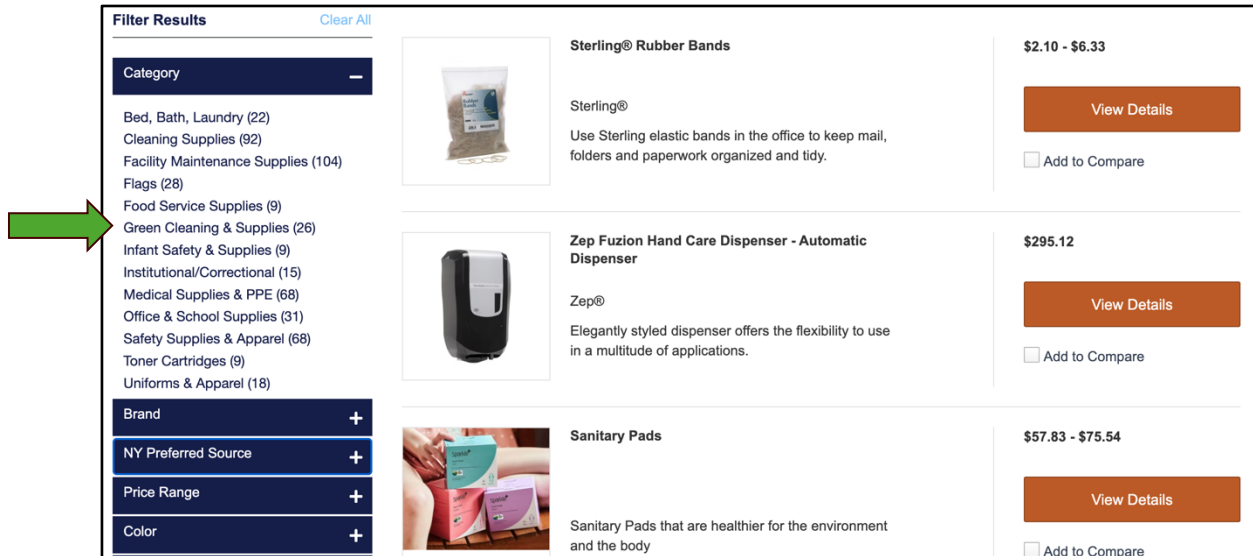 Filter Results
Clear All
Category
Bed, Bath, Laundry (22)
Cleaning Supplies (92)
Facility Maintenance Supplies (104)
Flags (28)
Food Service Supplies (9)
Green Cleaning & Supplies (26)
Infant Safety & Supplies (9)
Institutional/Correctional (15)
Medical Supplies & PPE (68)
Office & School Supplies (31)
Safety Supplies & Apparel (68)
Toner Cartridges (9)
Uniforms & Apparel (18)
Brand
NY Preferred Source
Price Range
Color
Rubber
Bands
Sterling® Rubber Bands
Sterling®
Use Sterling elastic bands in the office to keep mail,
folders and paperwork organized and tidy.
$2.10 - $6.33
View Details
Add to Compare
Zep Fuzion Hand Care Dispenser - Automatic
Dispenser
Zep®
Elegantly styled dispenser offers the flexibility to use
in a multitude of applications.
$295.12
View Details
Add to Compare
Sanitary Pads
Sanitary Pads that are healthier for the environment
and the body
$57.83 - $75.54
View Details
Add to Compare